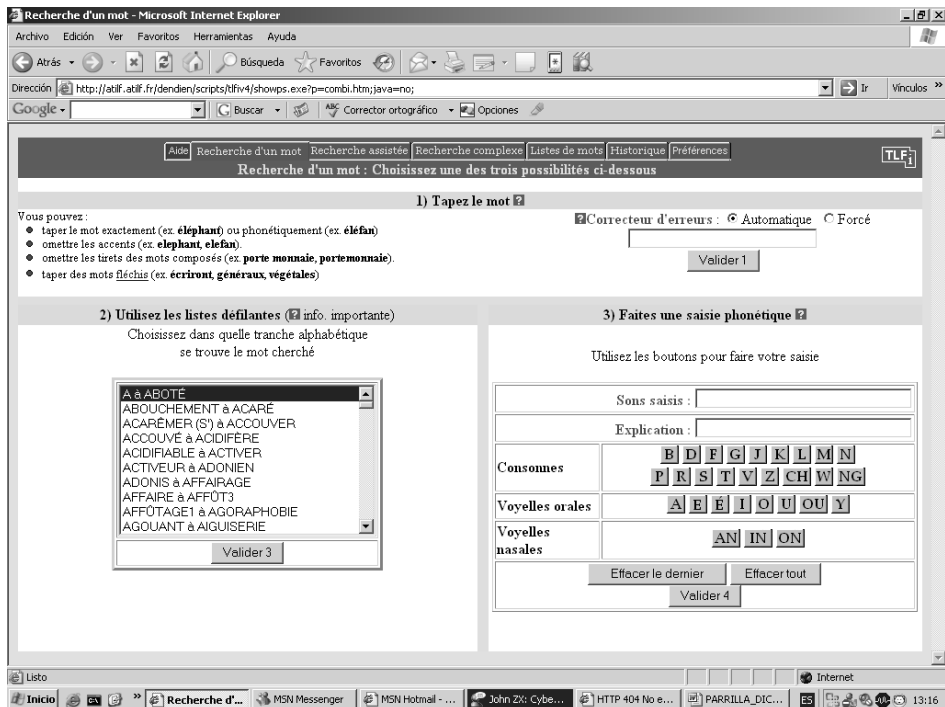 Recherche d'un mot - Microsoft Internet Explorer
Archivo Edición Ver Favoritos Herramientas Ayuda
Atrás Búsqueda Favoritos
Dirección http://atilf.atilf.fr/dendien/scripts/tlfiv4/showps.exe?p=combi.htm;java=no; Ir Vínculos »
Google Buscar ABC Corrector ortográfico Opciones
Aide Recherche d'un mot Recherche assistée Recherche complexe Listes de mots Historique Préférences
TLFi
Recherche d'un mot : Choisissez une des trois possibilités ci-dessous
1) Tapez le mot ?
Vous pouvez :
● taper le mot exactement (ex. éléphant) ou phonétiquement (ex. éléfan)
● omettre les accents (ex. elephant, elefan).
● omettre les tirets des mots composés (ex. porte monnaie, portemonnaie).
● taper des mots fléchis (ex. écriront, généraux, végétales)
? Correcteur d'erreurs : Automatique Forcé
Valider 1
2) Utilisez les listes défilantes (? info. importante)
Choisissez dans quelle tranche alphabétique
se trouve le mot cherché
A à ABOTÉ
ABOUCHEMENT à ACARÉ
ACARÊMER (S') à ACCOUVER
ACCOUVÉ à ACIDIFÈRE
ACIDIFIABLE à ACTIVER
ACTIVEUR à ADONIEN
ADONIS à AFFAIRAGE
AFFAIRE à AFFÛT3
AFFÛTAGE1 à AGORAPHOBIE
AGOUANT à AIGUISERIE
Valider 3
3) Faites une saisie phonétique ?
Utilisez les boutons pour faire votre saisie
Sons saisis :
Explication :
Consonnes B D F G J K L M N
P R S T V Z CH W NG
Voyelles orales A E É I O U OU Y
Voyelles
nasales AN IN ON
Effacer le dernier Effacer tout
Valider 4
Listo Internet
Inicio » Recherche d'... MSN Messenger MSN Hotmail - ... John ZX: Cybe... HTTP 404 No e... PARRILLA_DIC... ES 13:16